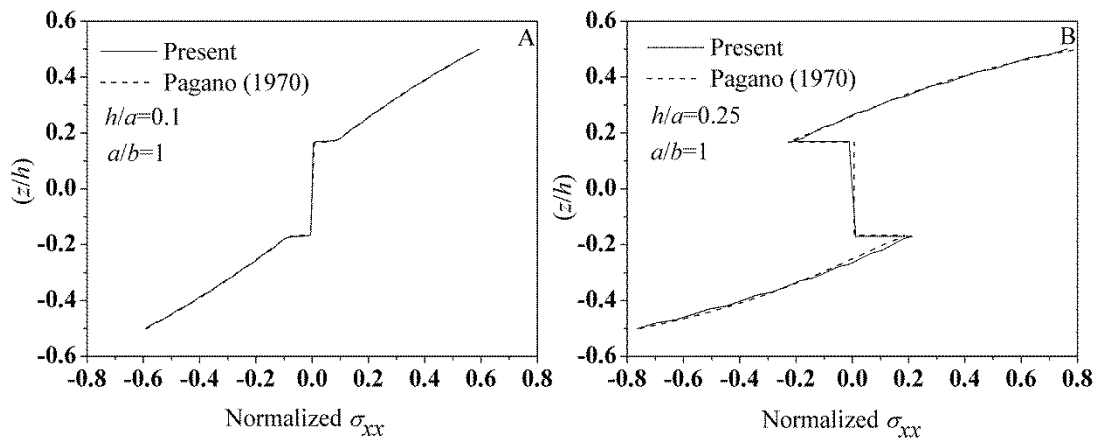 A
Present
Pagano (1970)
h/a=0.1
a/b=1
0.6
0.4
0.2
0.0
-0.2
-0.4
-0.6
(z/h)
-0.8 -0.6 -0.4 -0.2 0.0 0.2 0.4 0.6 0.8
Normalized σxx
B
Present
Pagano (1970)
h/a=0.25
a/b=1
0.6
0.4
0.2
0.0
-0.2
-0.4
-0.6
(z/h)
-0.8 -0.6 -0.4 -0.2 0.0 0.2 0.4 0.6 0.8
Normalized σxx